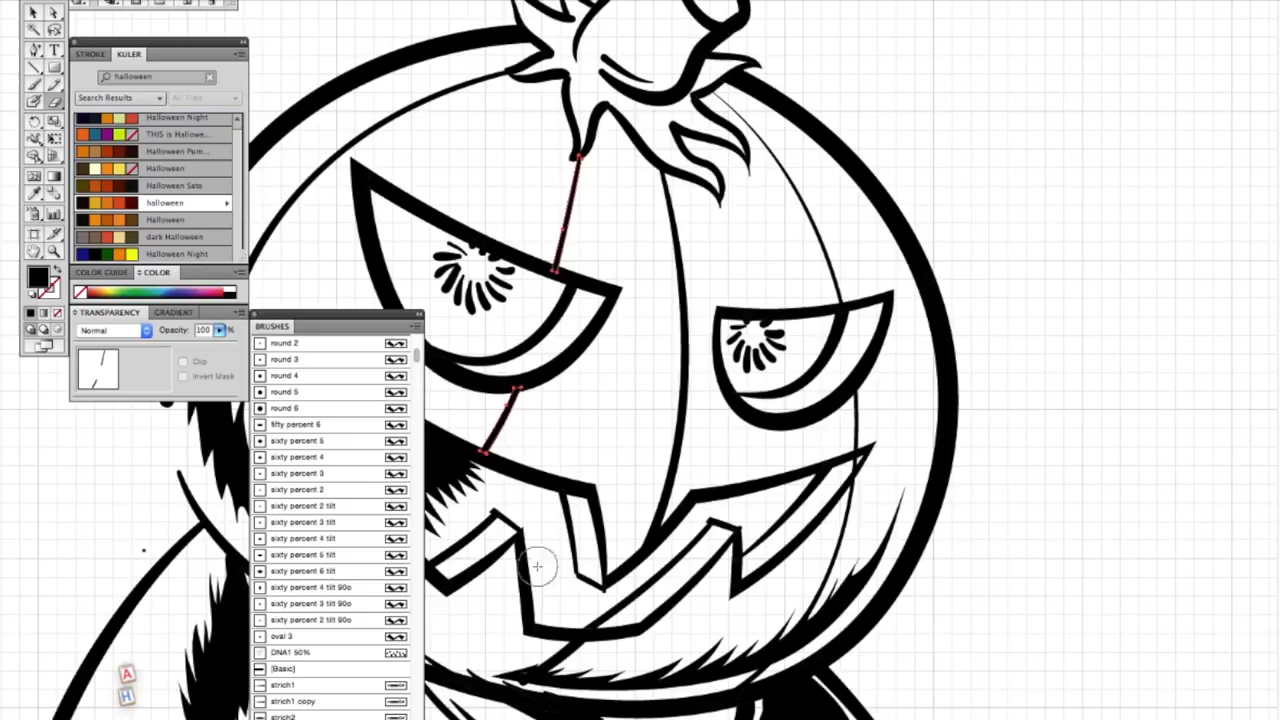 STROKE KULER
halloween
Search Results All Time
Halloween Night
THIS is Hallowe...
Halloween Pum...
Halloween
Halloween Sats
halloween
Halloween
dark Halloween
Halloween Night
COLOR GUIDE COLOR
TRANSPARENCY GRADIENT
Normal Opacity: 100 %
Clip
Invert Mask
BRUSHES
round 2
round 3
round 4
round 5
round 6
fifty percent 6
sixty percent 5
sixty percent 4
sixty percent 3
sixty percent 2
sixty percent 2 tilt
sixty percent 3 tilt
sixty percent 4 tilt
sixty percent 5 tilt
sixty percent 6 tilt
sixty percent 4 tilt 90o
sixty percent 3 tilt 90o
sixty percent 2 tilt 90o
oval 3
DNA1 50%
[Basic]
strich1
strich1 copy
strich2
A
H